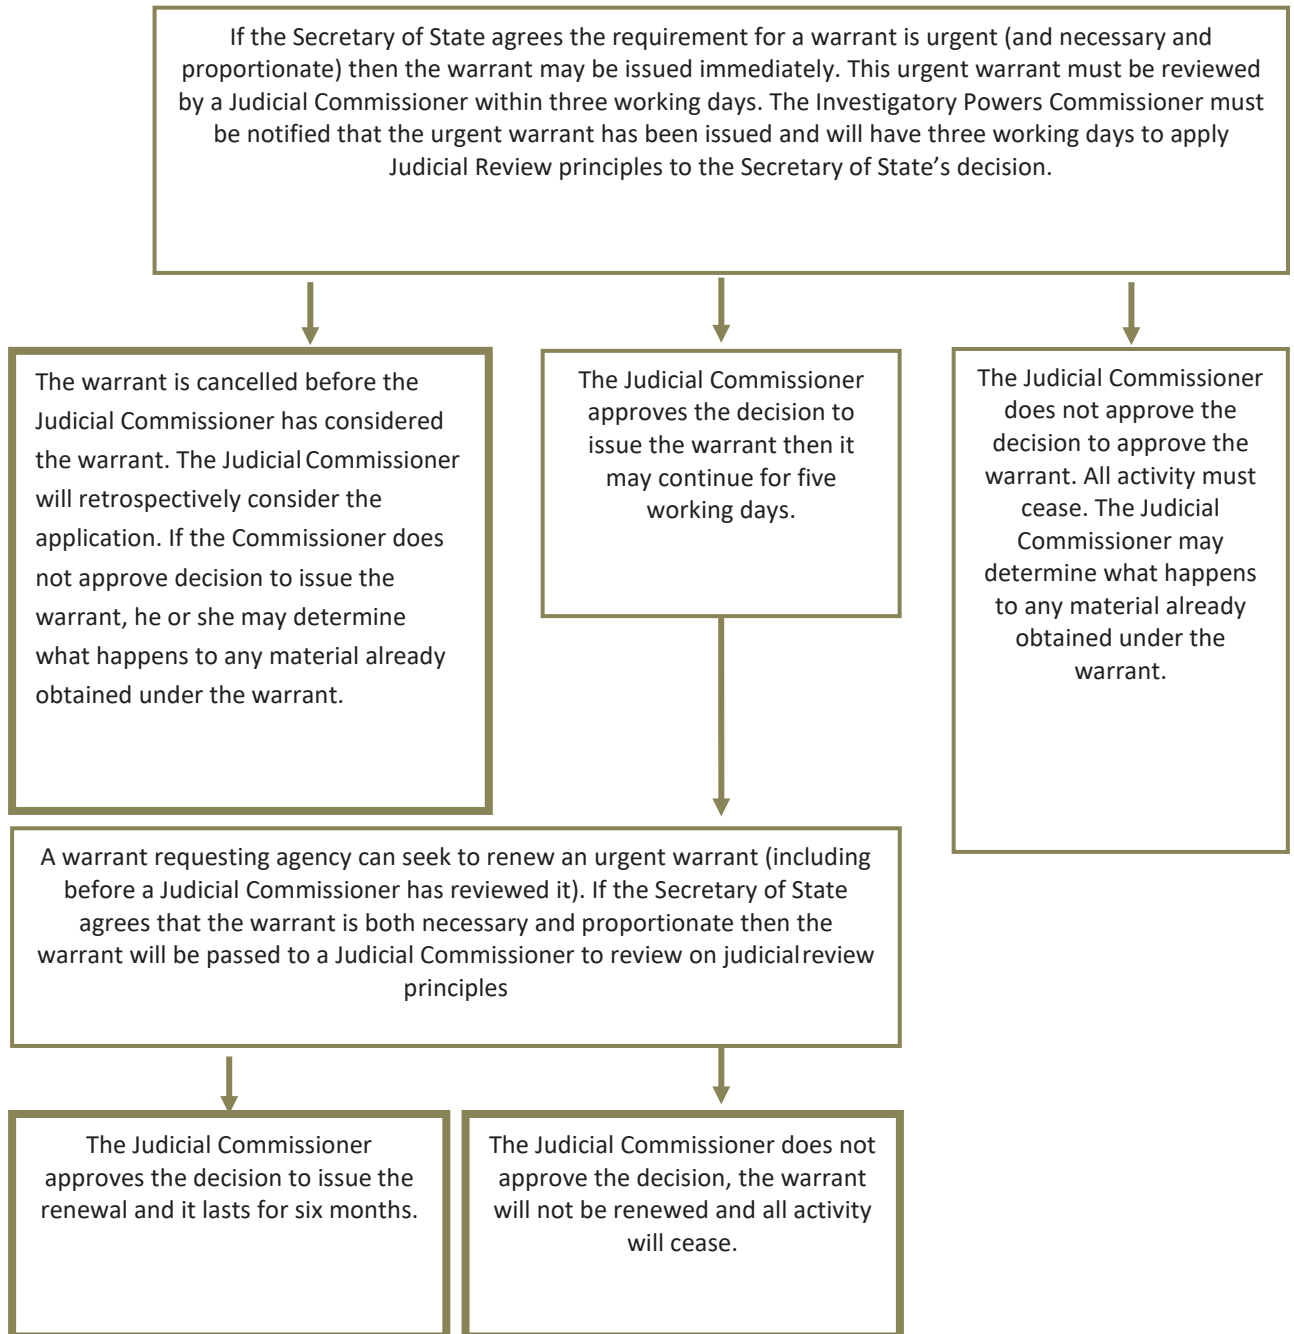 If the Secretary of State agrees the requirement for a warrant is urgent (and necessary and
proportionate) then the warrant may be issued immediately. This urgent warrant must be reviewed
by a Judicial Commissioner within three working days. The Investigatory Powers Commissioner must
be notified that the urgent warrant has been issued and will have three working days to apply
Judicial Review principles to the Secretary of State’s decision.
The warrant is cancelled before the
Judicial Commissioner has considered
the warrant. The Judicial Commissioner
will retrospectively consider the
application. If the Commissioner does
not approve decision to issue the
warrant, he or she may determine
what happens to any material already
obtained under the warrant.
The Judicial Commissioner
approves the decision to
issue the warrant then it
may continue for five
working days.
The Judicial Commissioner
does not approve the
decision to approve the
warrant. All activity must
cease. The Judicial
Commissioner may
determine what happens
to any material already
obtained under the
warrant.
A warrant requesting agency can seek to renew an urgent warrant (including
before a Judicial Commissioner has reviewed it). If the Secretary of State
agrees that the warrant is both necessary and proportionate then the
warrant will be passed to a Judicial Commissioner to review on judicial review
principles
The Judicial Commissioner
approves the decision to issue the
renewal and it lasts for six months.
The Judicial Commissioner does not
approve the decision, the warrant
will not be renewed and all activity
will cease.